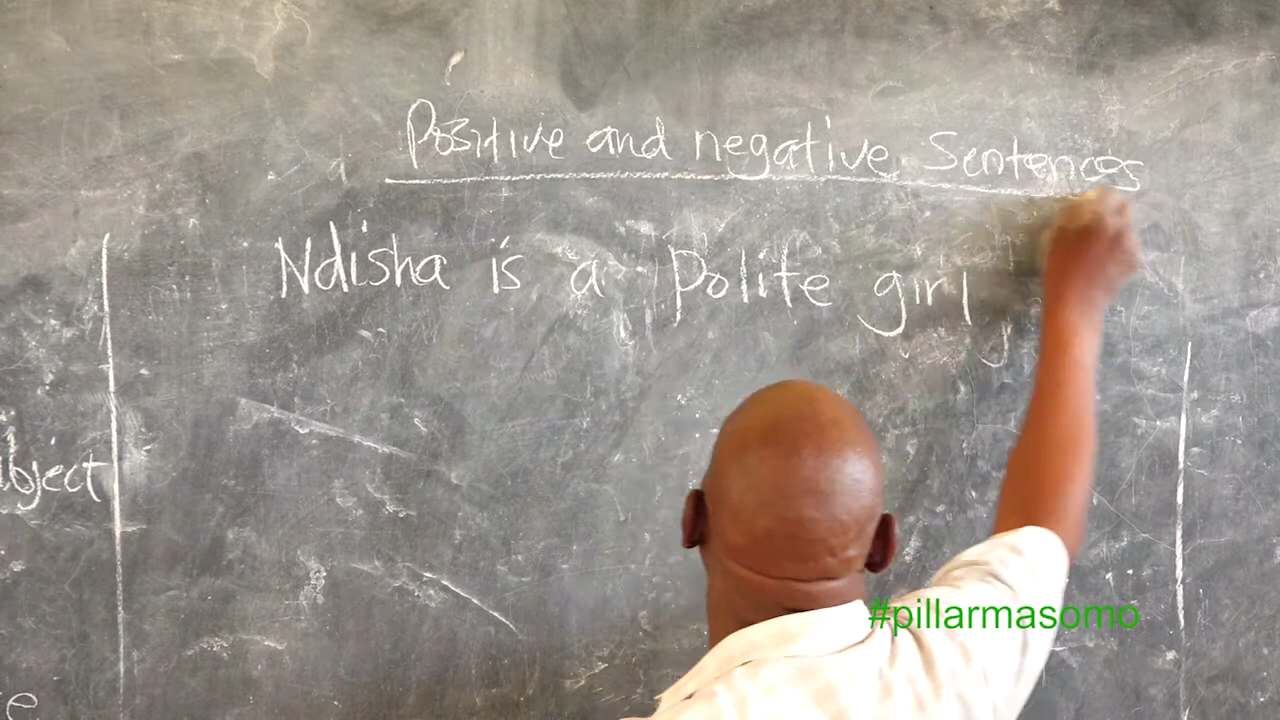 Positive and negative Sentences
Ndisha is a Polite girl
bject
#pillarmasomo